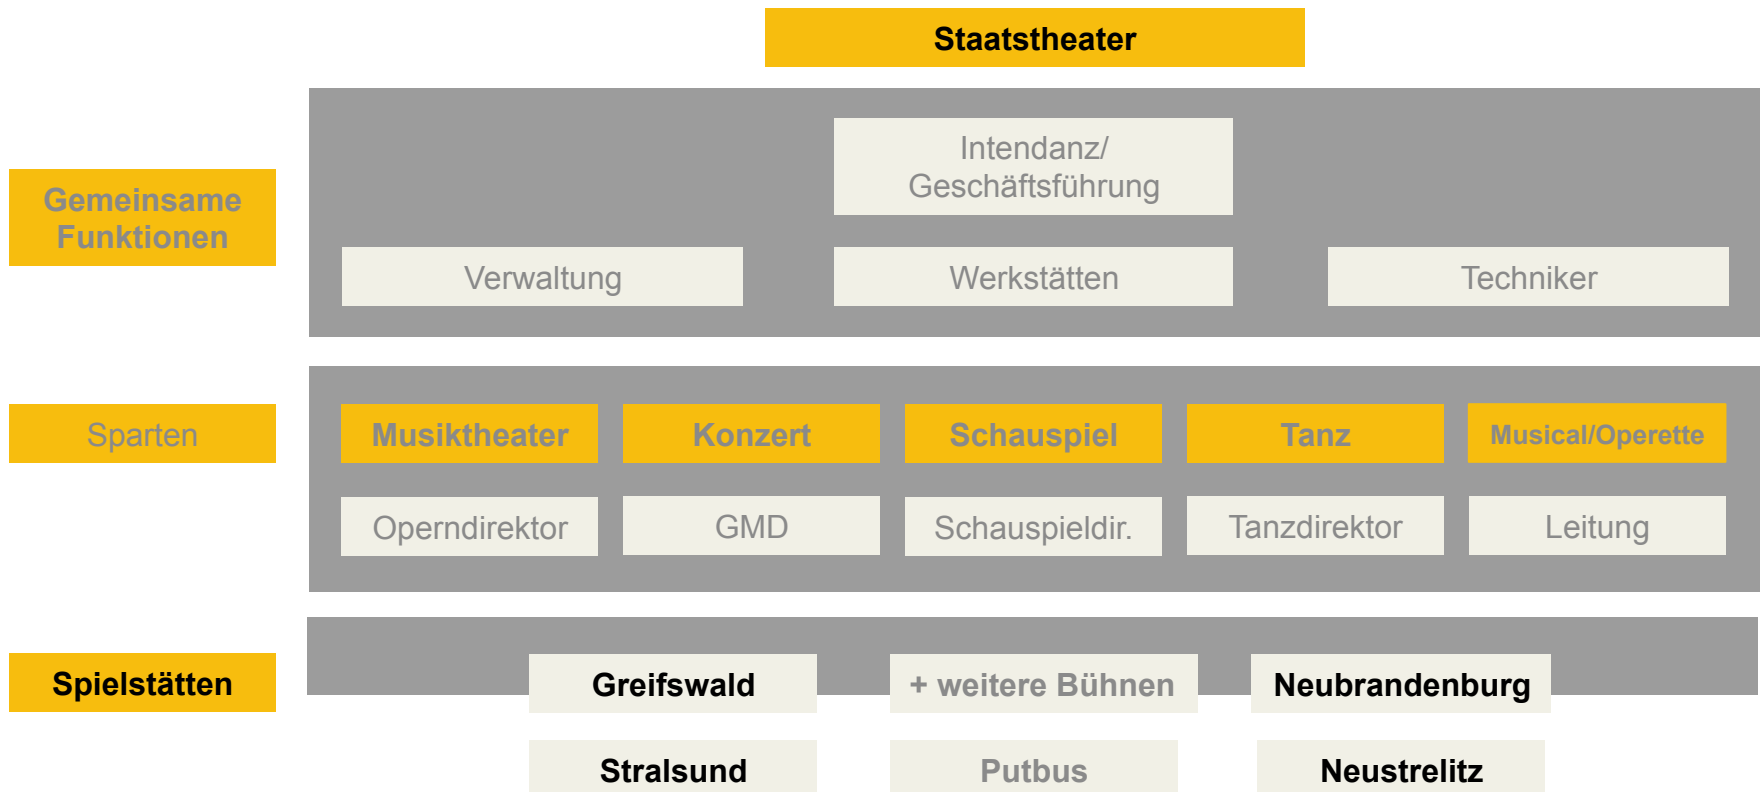 Staatstheater
Gemeinsame
Funktionen
Intendanz/
Geschäftsführung
Verwaltung
Werkstätten
Techniker
Sparten
Musiktheater
Konzert
Schauspiel
Tanz
Musical/Operette
Operndirektor
GMD
Schauspieldir.
Tanzdirektor
Leitung
Spielstätten
Greifswald
+ weitere Bühnen
Neubrandenburg
Stralsund
Putbus
Neustrelitz